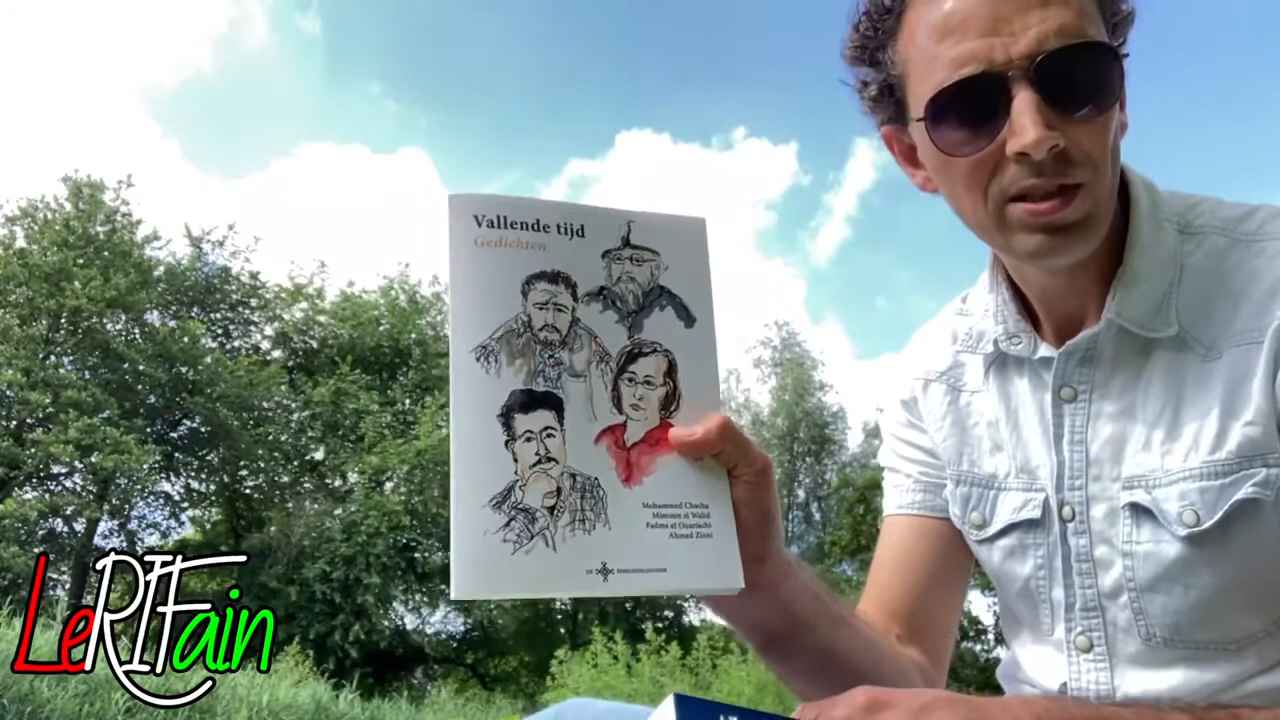 Vallende tijd
Gedichten
Mohammed Chacha
Mimoun el Walid
Fadma el Ouariachi
Ahmed Ziani
LeRIFain